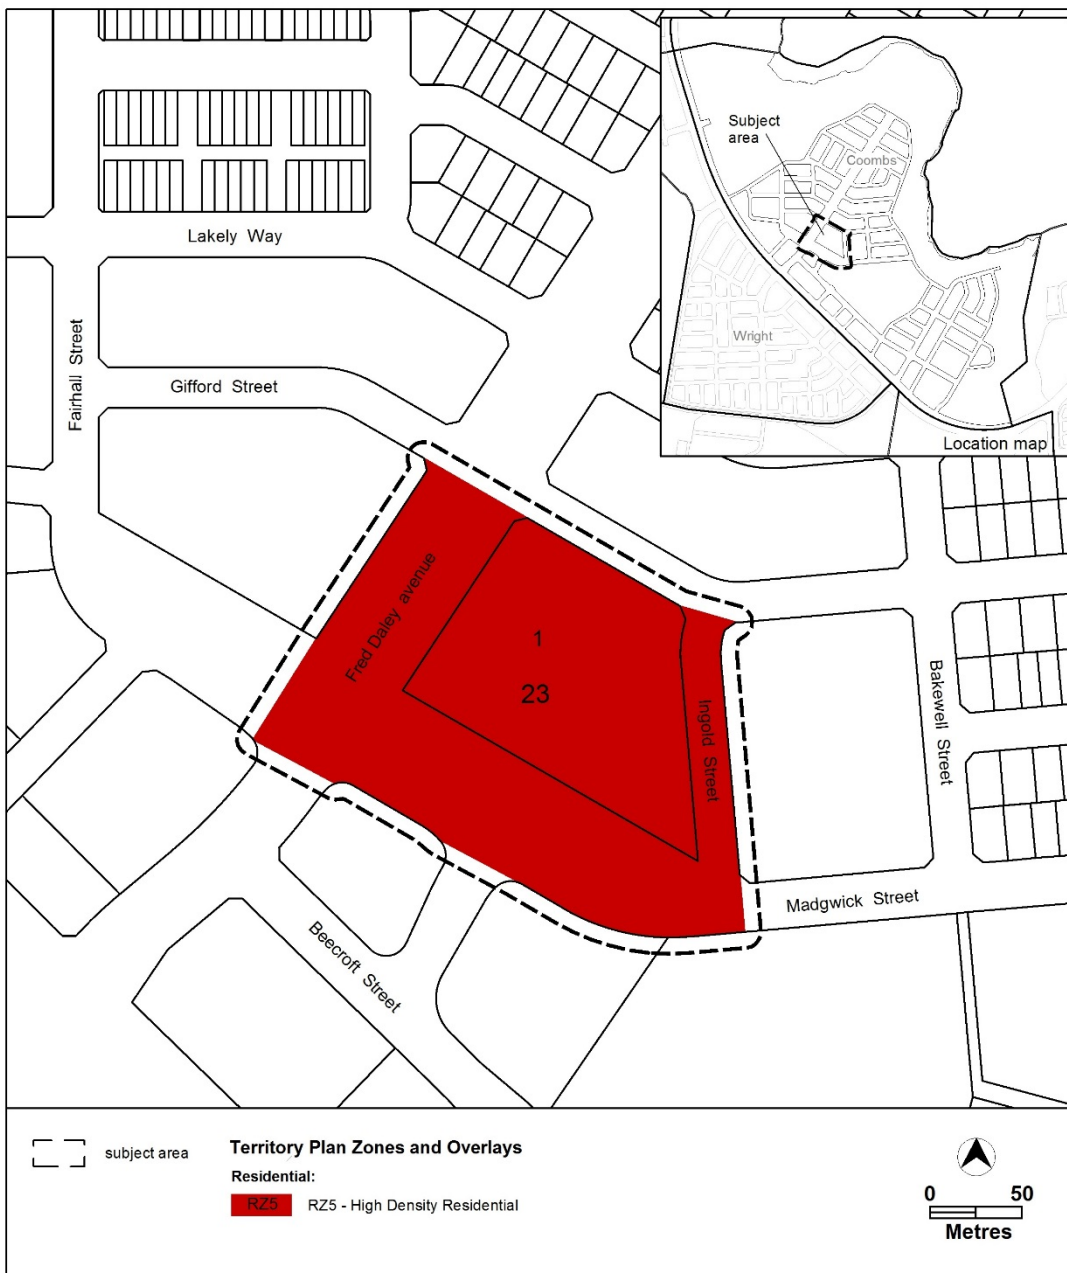 Subject
area
Coombs
Wright
Location map
Lakely Way
Fairhall Street
Gifford Street
Fred Daley avenue
1
23
Ingold Street
Bakewell Street
Madgwick Street
Beecroft Street
subject area
Territory Plan Zones and Overlays
Residential:
RZ5
RZ5 - High Density Residential
0 50
Metres